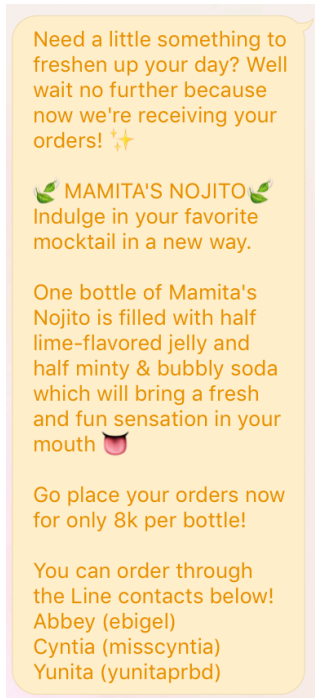 Need a little something to
freshen up your day? Well
wait no further because
now we're receiving your
orders! ✨
🌿 MAMITA'S NOJITO🌿
Indulge in your favorite
mocktail in a new way.
One bottle of Mamita's
Nojito is filled with half
lime-flavored jelly and
half minty & bubbly soda
which will bring a fresh
and fun sensation in your
mouth 👅
Go place your orders now
for only 8k per bottle!
You can order through
the Line contacts below!
Abbey (ebigel)
Cyntia (misscyntia)
Yunita (yunitaprbd)